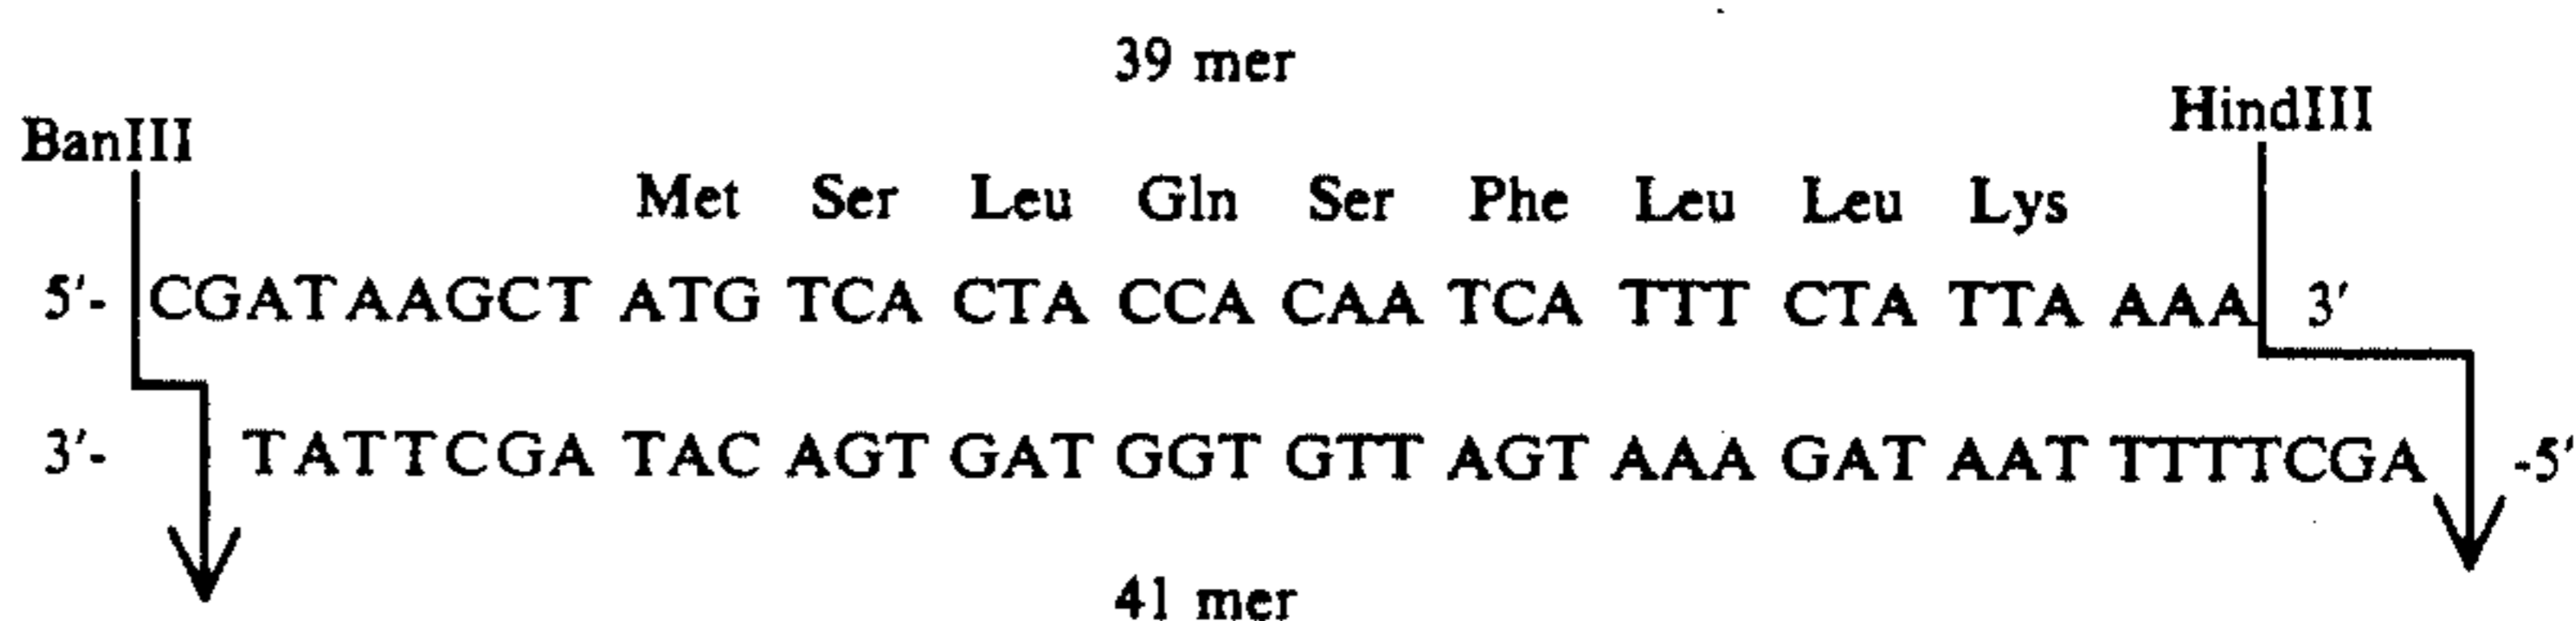 39 mer
BanIII HindIII
Met Ser Leu Gln Ser Phe Leu Leu Lys
5′- CGATAAGCT ATG TCA CTA CCA CAA TCA TTT CTA TTA AAA 3′
3′- TATTCGA TAC AGT GAT GGT GTT AGT AAA GAT AAT TTTTCGA -5′
41 mer